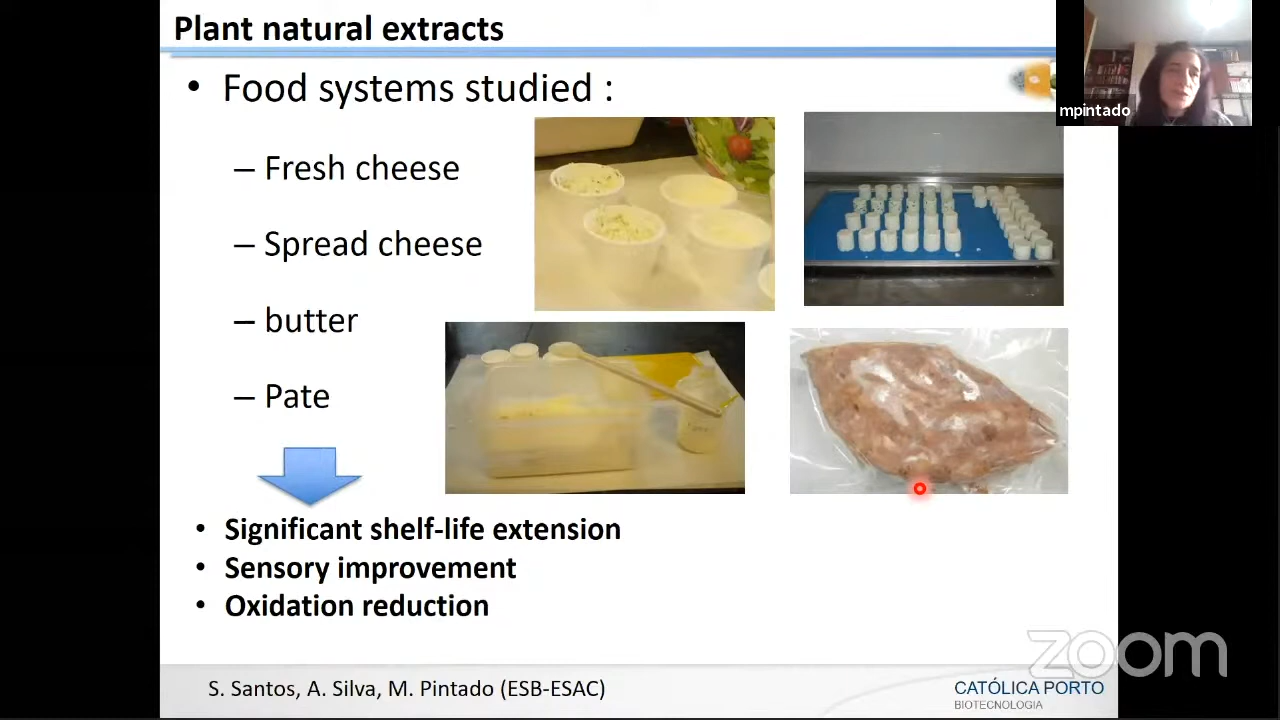 Plant natural extracts
• Food systems studied :
– Fresh cheese
– Spread cheese
– butter
– Pate
• Significant shelf-life extension
• Sensory improvement
• Oxidation reduction
S. Santos, A. Silva, M. Pintado (ESB-ESAC)
CATÓLICA PORTO
BIOTECNOLOGIA
mpintado
zoom